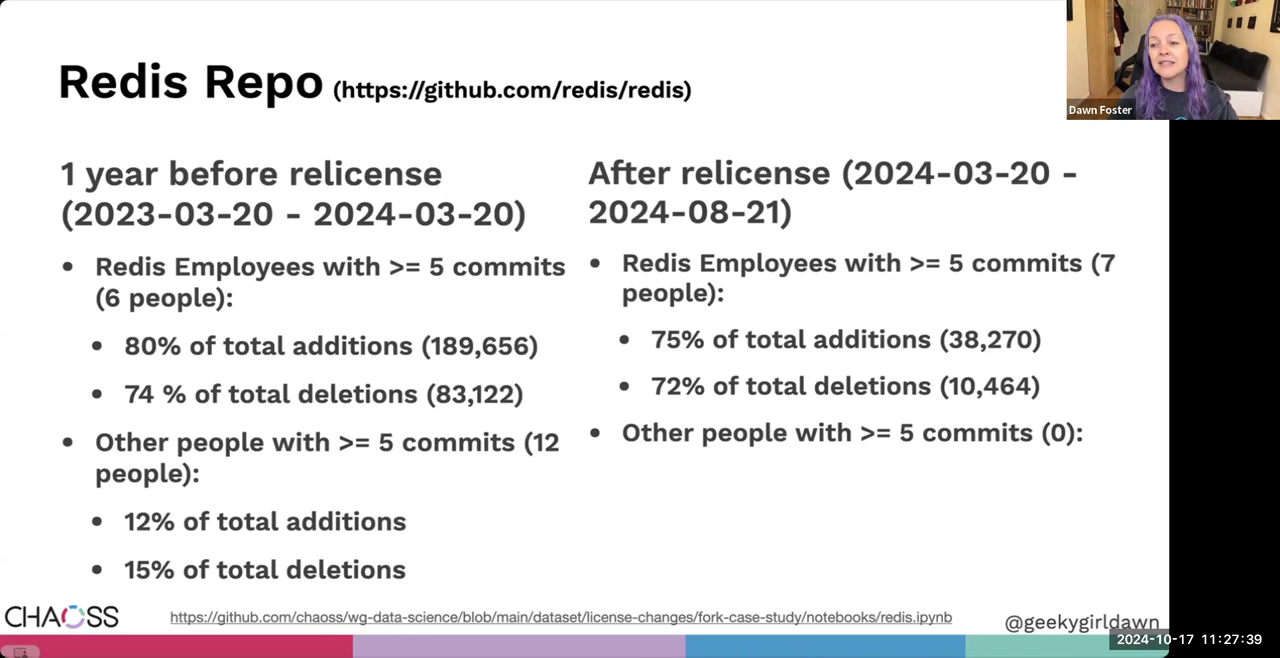 Redis Repo (https://github.com/redis/redis)
Dawn Foster
1 year before relicense
(2023-03-20 - 2024-03-20)
• Redis Employees with >= 5 commits
(6 people):
• 80% of total additions (189,656)
• 74 % of total deletions (83,122)
• Other people with >= 5 commits (12
people):
• 12% of total additions
• 15% of total deletions
After relicense (2024-03-20 -
2024-08-21)
• Redis Employees with >= 5 commits (7
people):
• 75% of total additions (38,270)
• 72% of total deletions (10,464)
• Other people with >= 5 commits (0):
CHAOSS
https://github.com/chaoss/wg-data-science/blob/main/dataset/license-changes/fork-case-study/notebooks/redis.ipynb
@geekygirldawn
2024-10-17 11:27:39